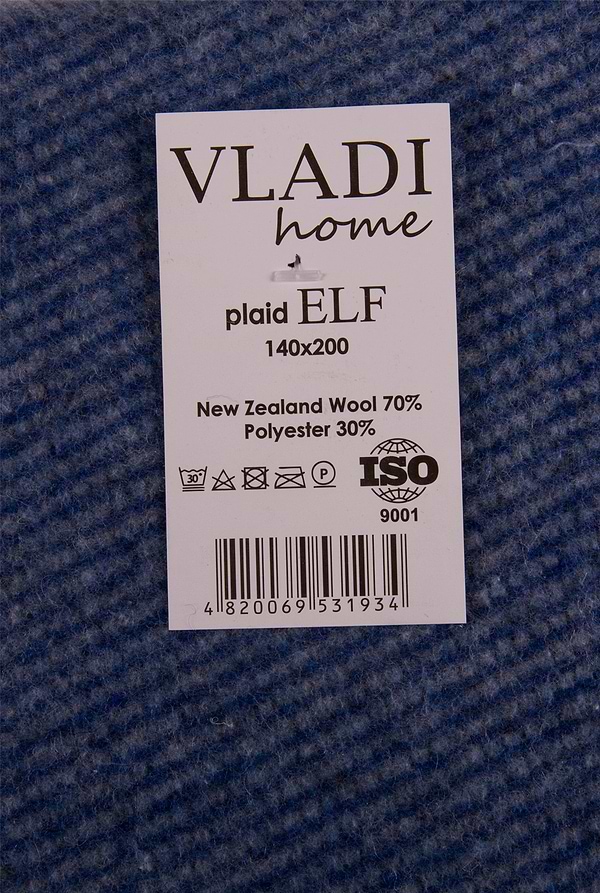 VLADI
home
plaid ELF
140x200
New Zealand Wool 70%
Polyester 30%
30° P ISO
9001
4 820069 531934